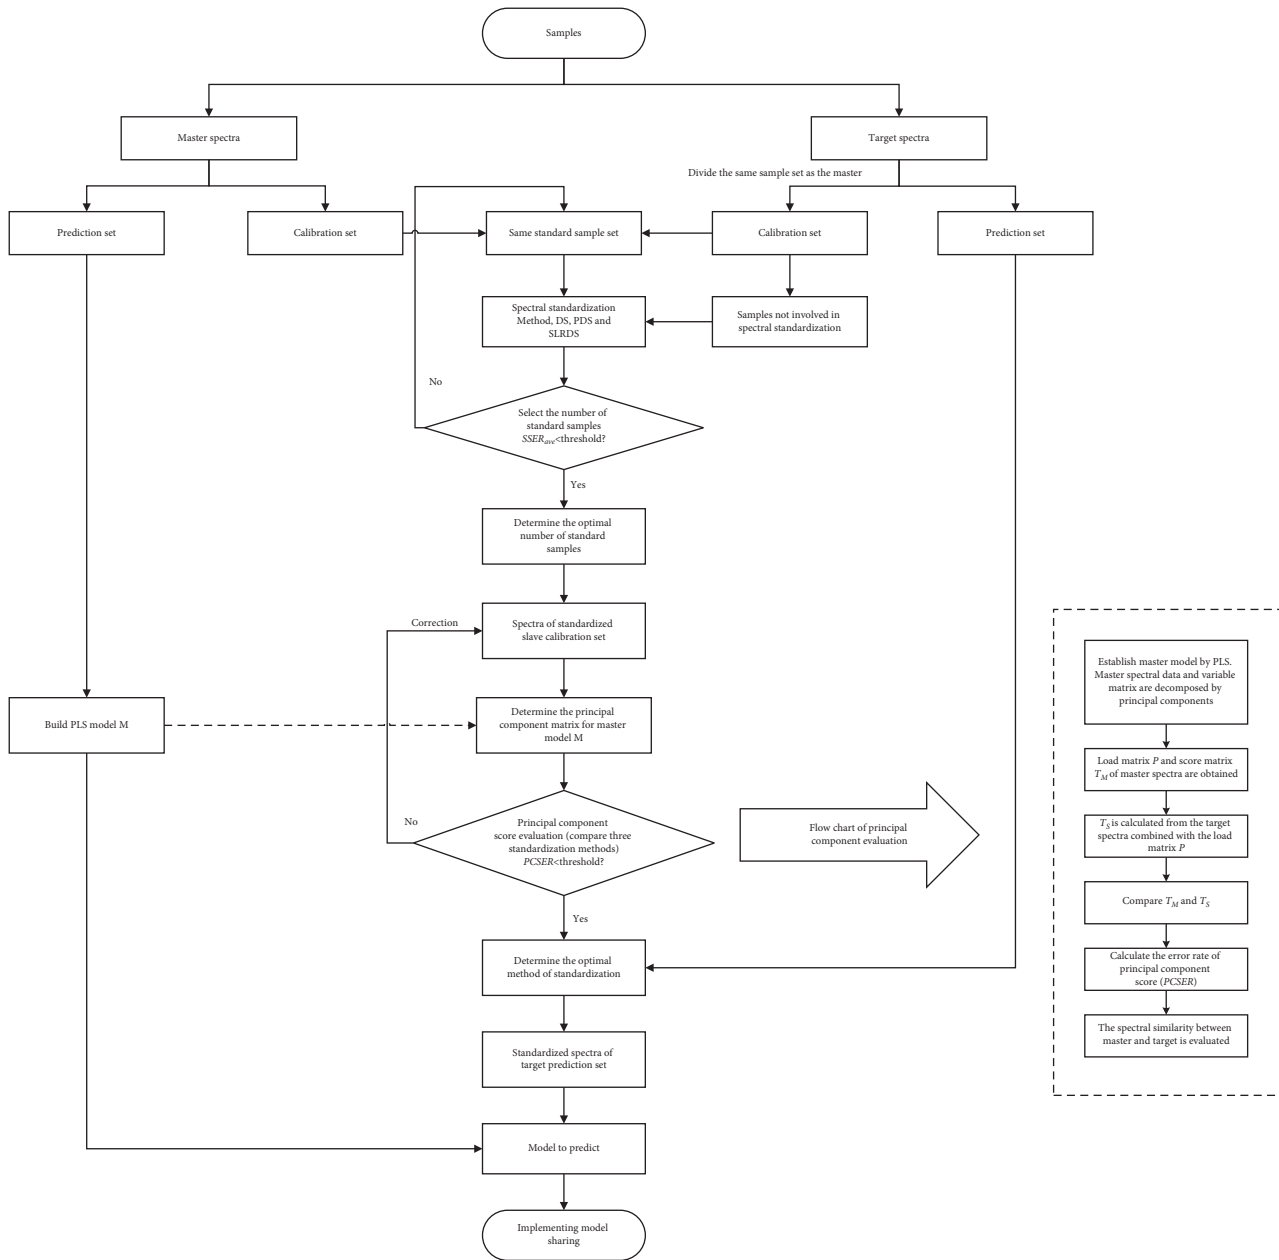 Samples
Master spectra
Target spectra
Divide the same sample set as the master
Prediction set
Calibration set
Same standard sample set
Calibration set
Prediction set
Spectral standardization
Method, DS, PDS and
SLRDS
Samples not involved in
spectral standardization
No
Select the number of
standard samples
SSER_ave<threshold?
Yes
Determine the optimal
number of standard
samples
Correction
Spectra of standardized
slave calibration set
Build PLS model M
Determine the principal
component matrix for master
model M
No
Principal component
score evaluation (compare three
standardization methods)
PCSER<threshold?
Yes
Flow chart of principal
component evaluation
Determine the optimal
method of standardization
Standardized spectra of
target prediction set
Model to predict
Implementing model
sharing
Establish master model by PLS.
Master spectral data and variable
matrix are decomposed by
principal components
Load matrix P and score matrix
T_M of master spectra are obtained
T_S is calculated from the target
spectra combined with the load
matrix P
Compare T_M and T_S
Calculate the error rate of
principal component
score (PCSER)
The spectral similarity between
master and target is evaluated